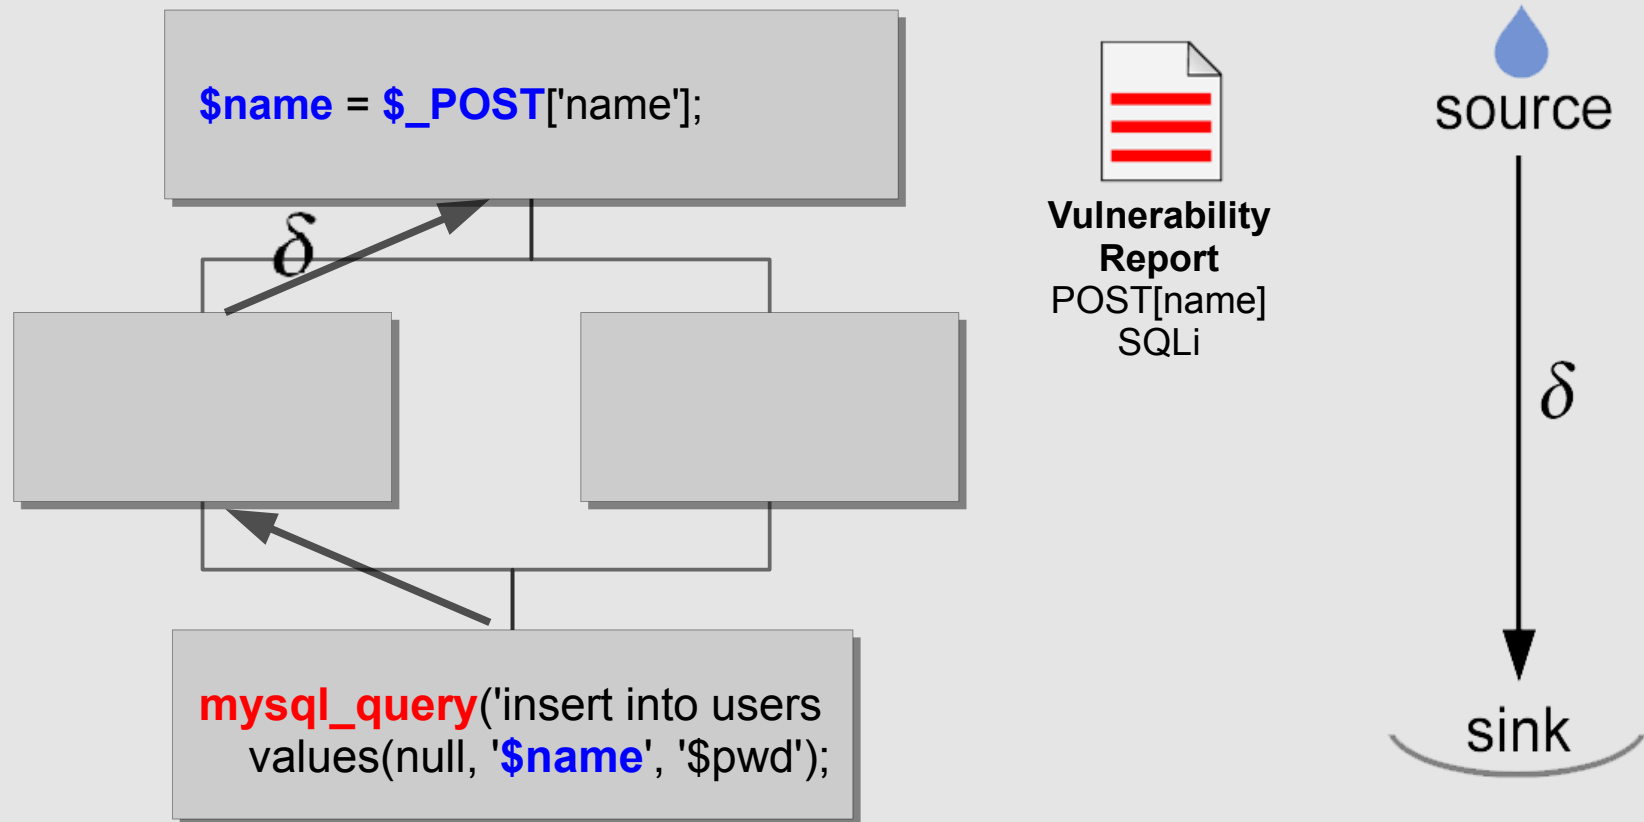 $name = $_POST['name'];
δ
mysql_query('insert into users
values(null, '$name', '$pwd');
Vulnerability
Report
POST[name]
SQLi
source
δ
sink